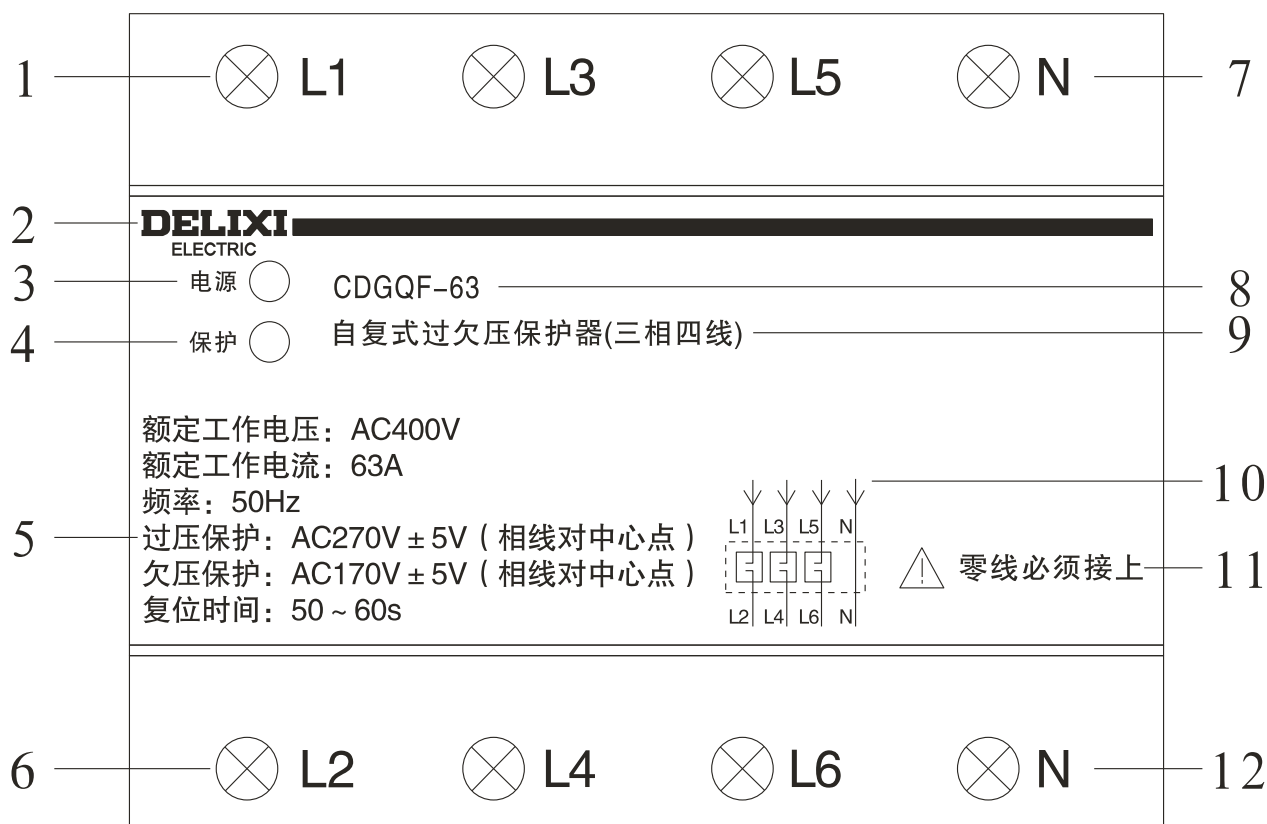 1 L1 L3 L5 N 7
2 DELIXI
ELECTRIC
3 电源 CDGQF-63 8
4 保护 自复式过欠压保护器(三相四线) 9
额定工作电压：AC400V
额定工作电流：63A
频率：50Hz
10
5 过压保护：AC270V±5V（相线对中心点）
L1 L3 L5 N
欠压保护：AC170V±5V（相线对中心点）
零线必须接上 11
复位时间：50~60s
L2 L4 L6 N
6 L2 L4 L6 N 12